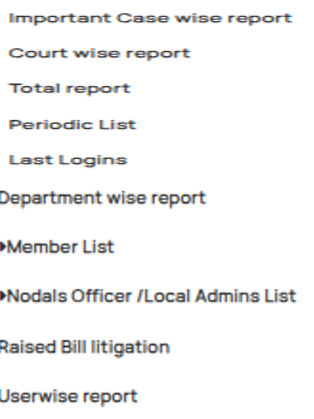 Important Case wise report
Court wise report
Total report
Periodic List
Last Logins
Department wise report
Member List
Nodals Officer /Local Admins List
Raised Bill litigation
Userwise report